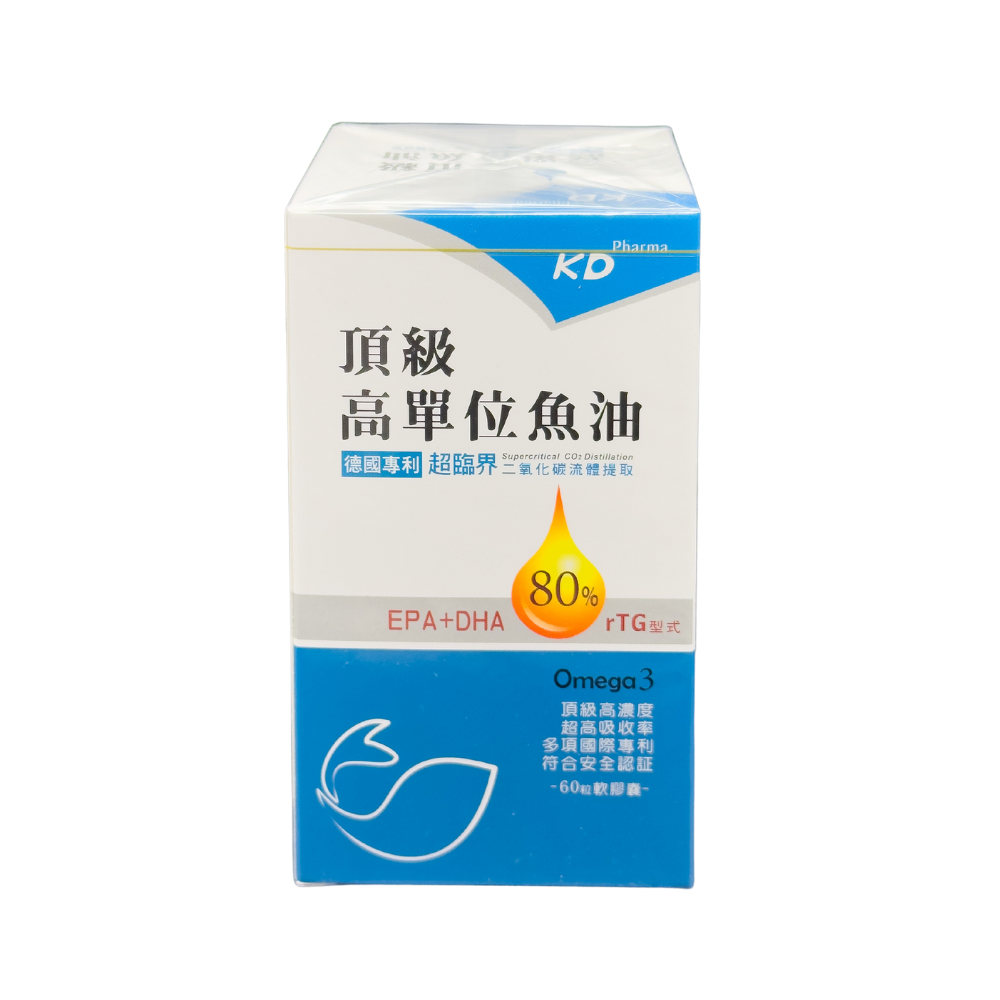 Pharma
KD
頂級
高單位魚油
德國專利 超臨界 Supercritical CO₂ Distillation
二氧化碳流體提取
80%
EPA+DHA rTG型式
Omega3
頂級高濃度
超高吸收率
多項國際專利
符合安全認証
-60粒軟膠囊-